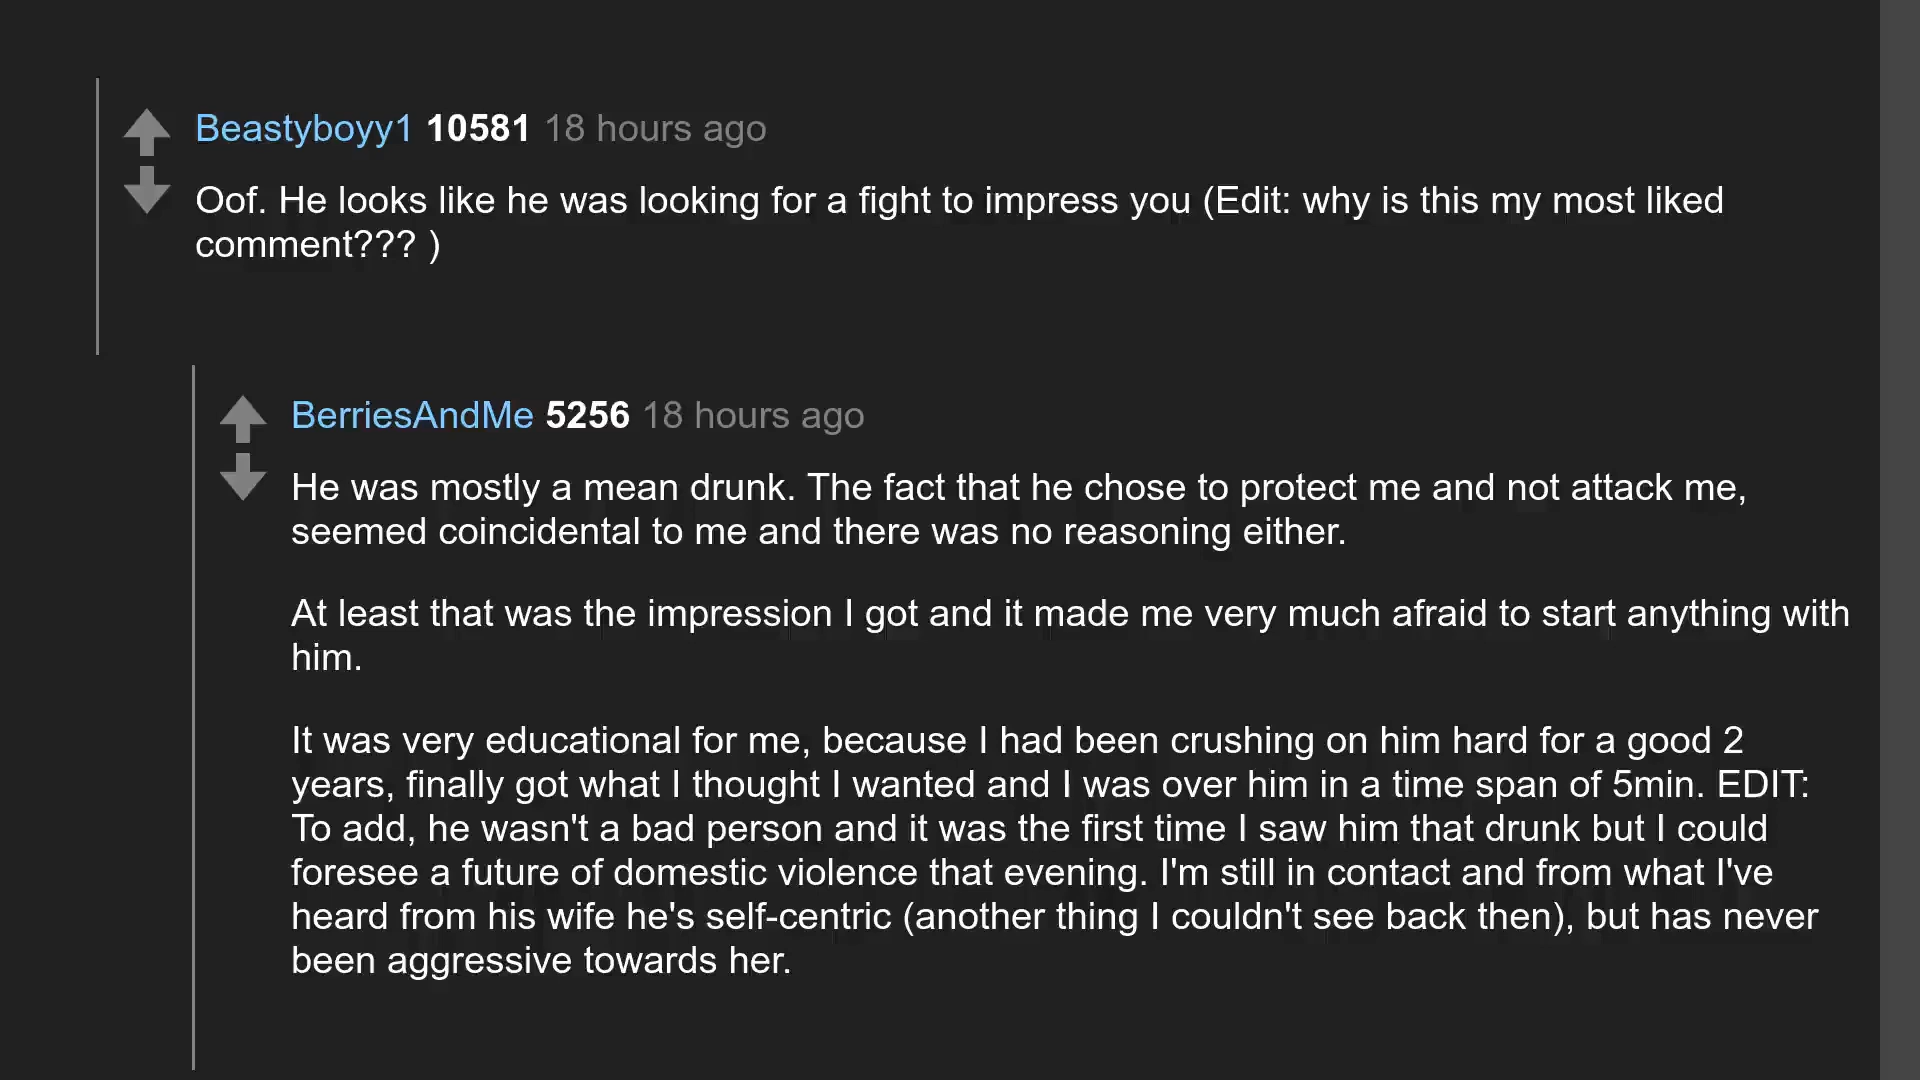 Beastyboyy1 10581 18 hours ago
Oof. He looks like he was looking for a fight to impress you (Edit: why is this my most liked
comment??? )
BerriesAndMe 5256 18 hours ago
He was mostly a mean drunk. The fact that he chose to protect me and not attack me,
seemed coincidental to me and there was no reasoning either.
At least that was the impression I got and it made me very much afraid to start anything with
him.
It was very educational for me, because I had been crushing on him hard for a good 2
years, finally got what I thought I wanted and I was over him in a time span of 5min. EDIT:
To add, he wasn't a bad person and it was the first time I saw him that drunk but I could
foresee a future of domestic violence that evening. I'm still in contact and from what I've
heard from his wife he's self-centric (another thing I couldn't see back then), but has never
been aggressive towards her.